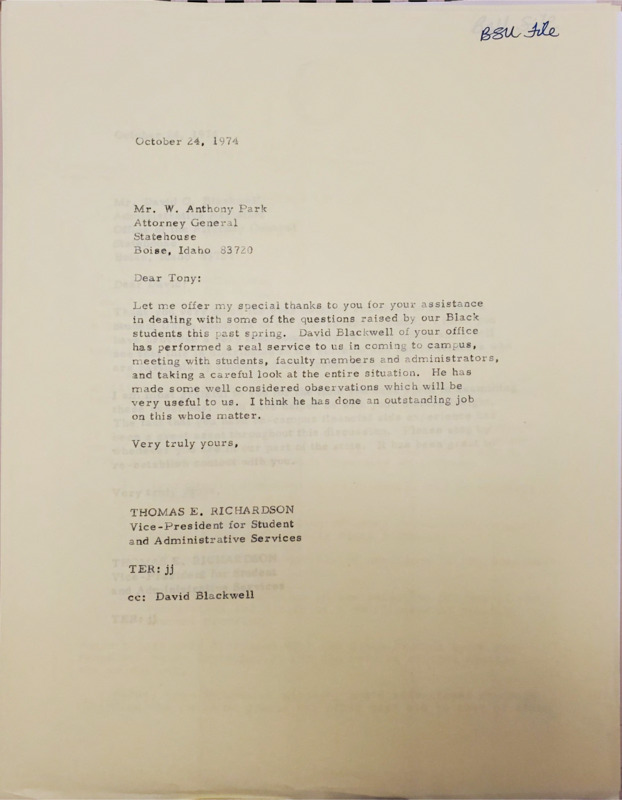 BSU File
October 24, 1974
Mr. W. Anthony Park
Attorney General
Statehouse
Boise, Idaho 83720
Dear Tony:
Let me offer my special thanks to you for your assistance
in dealing with some of the questions raised by our Black
students this past spring. David Blackwell of your office
has performed a real service to us in coming to campus,
meeting with students, faculty members and administrators,
and taking a careful look at the entire situation. He has
made some well considered observations which will be
very useful to us. I think he has done an outstanding job
on this whole matter.
Very truly yours,
THOMAS E. RICHARDSON
Vice-President for Student
and Administrative Services
TER: jj
cc: David Blackwell